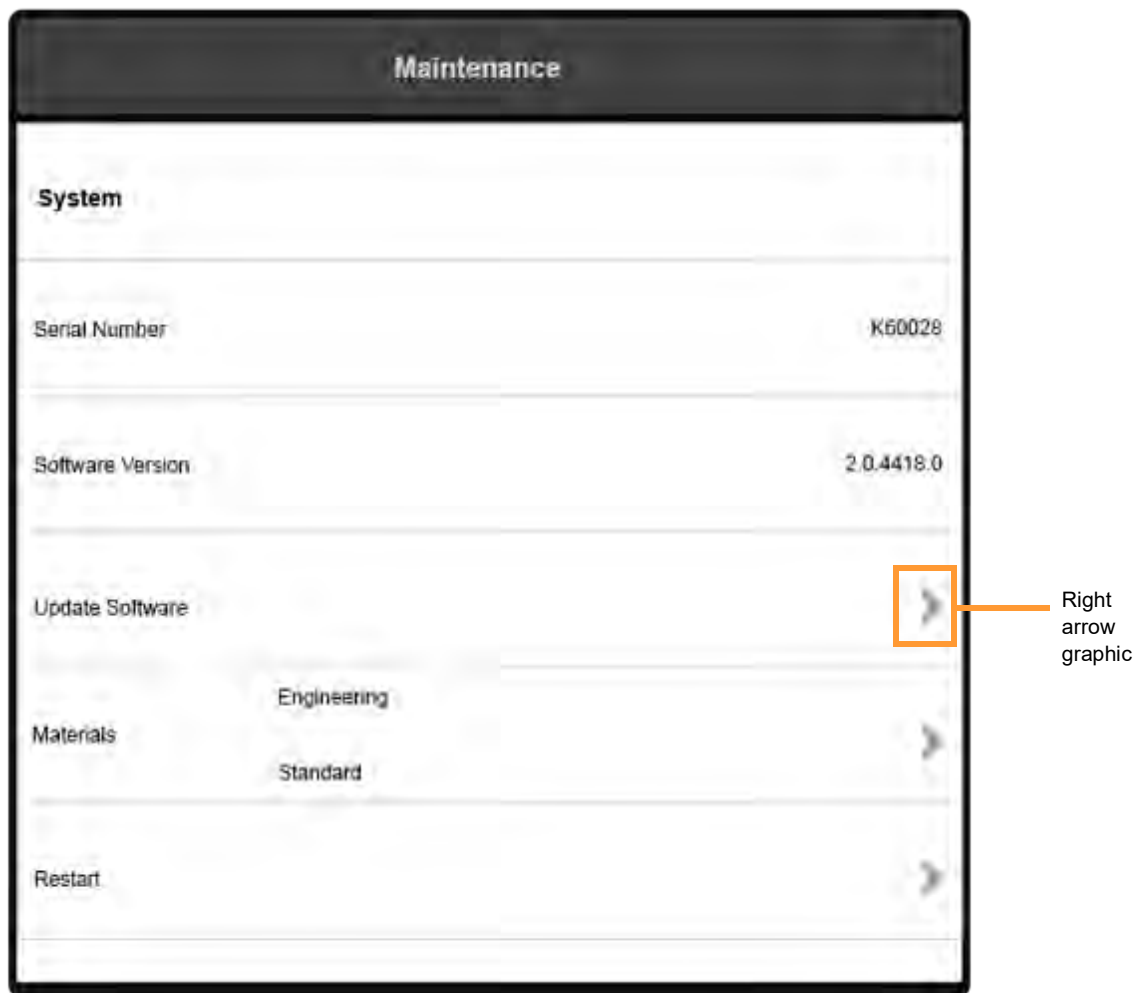 Maintenance
System
Serial Number K60028
Software Version 2.0.4418.0
Update Software
Right
arrow
graphic
Engineering
Materials
Standard
Restart